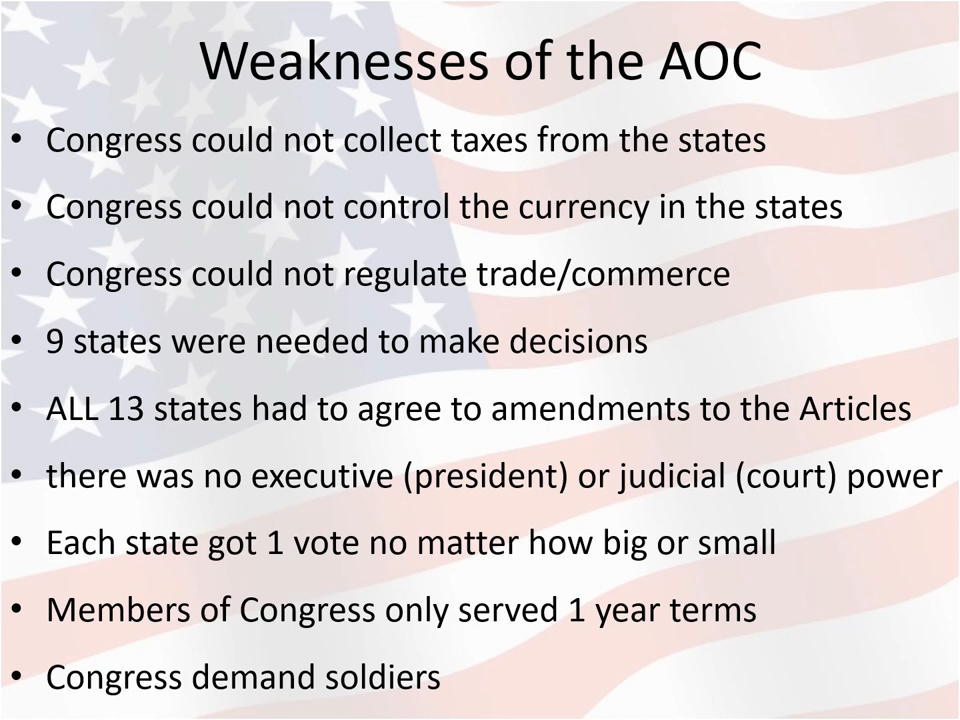 Weaknesses of the AOC
• Congress could not collect taxes from the states
• Congress could not control the currency in the states
• Congress could not regulate trade/commerce
• 9 states were needed to make decisions
• ALL 13 states had to agree to amendments to the Articles
• there was no executive (president) or judicial (court) power
• Each state got 1 vote no matter how big or small
• Members of Congress only served 1 year terms
• Congress demand soldiers